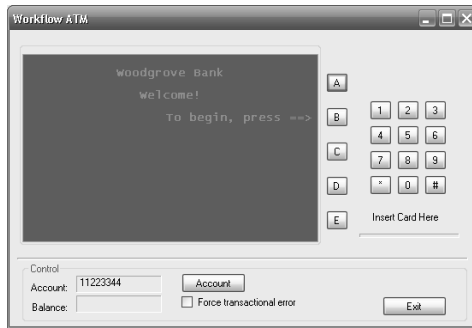 Workflow ATM
Woodgrove Bank
Welcome!
To begin, press ==>
A
B
C
D
E
1 2 3
4 5 6
7 8 9
* 0 #
Insert Card Here
Control
Account: 11223344 Account
Balance: Force transactional error
Exit